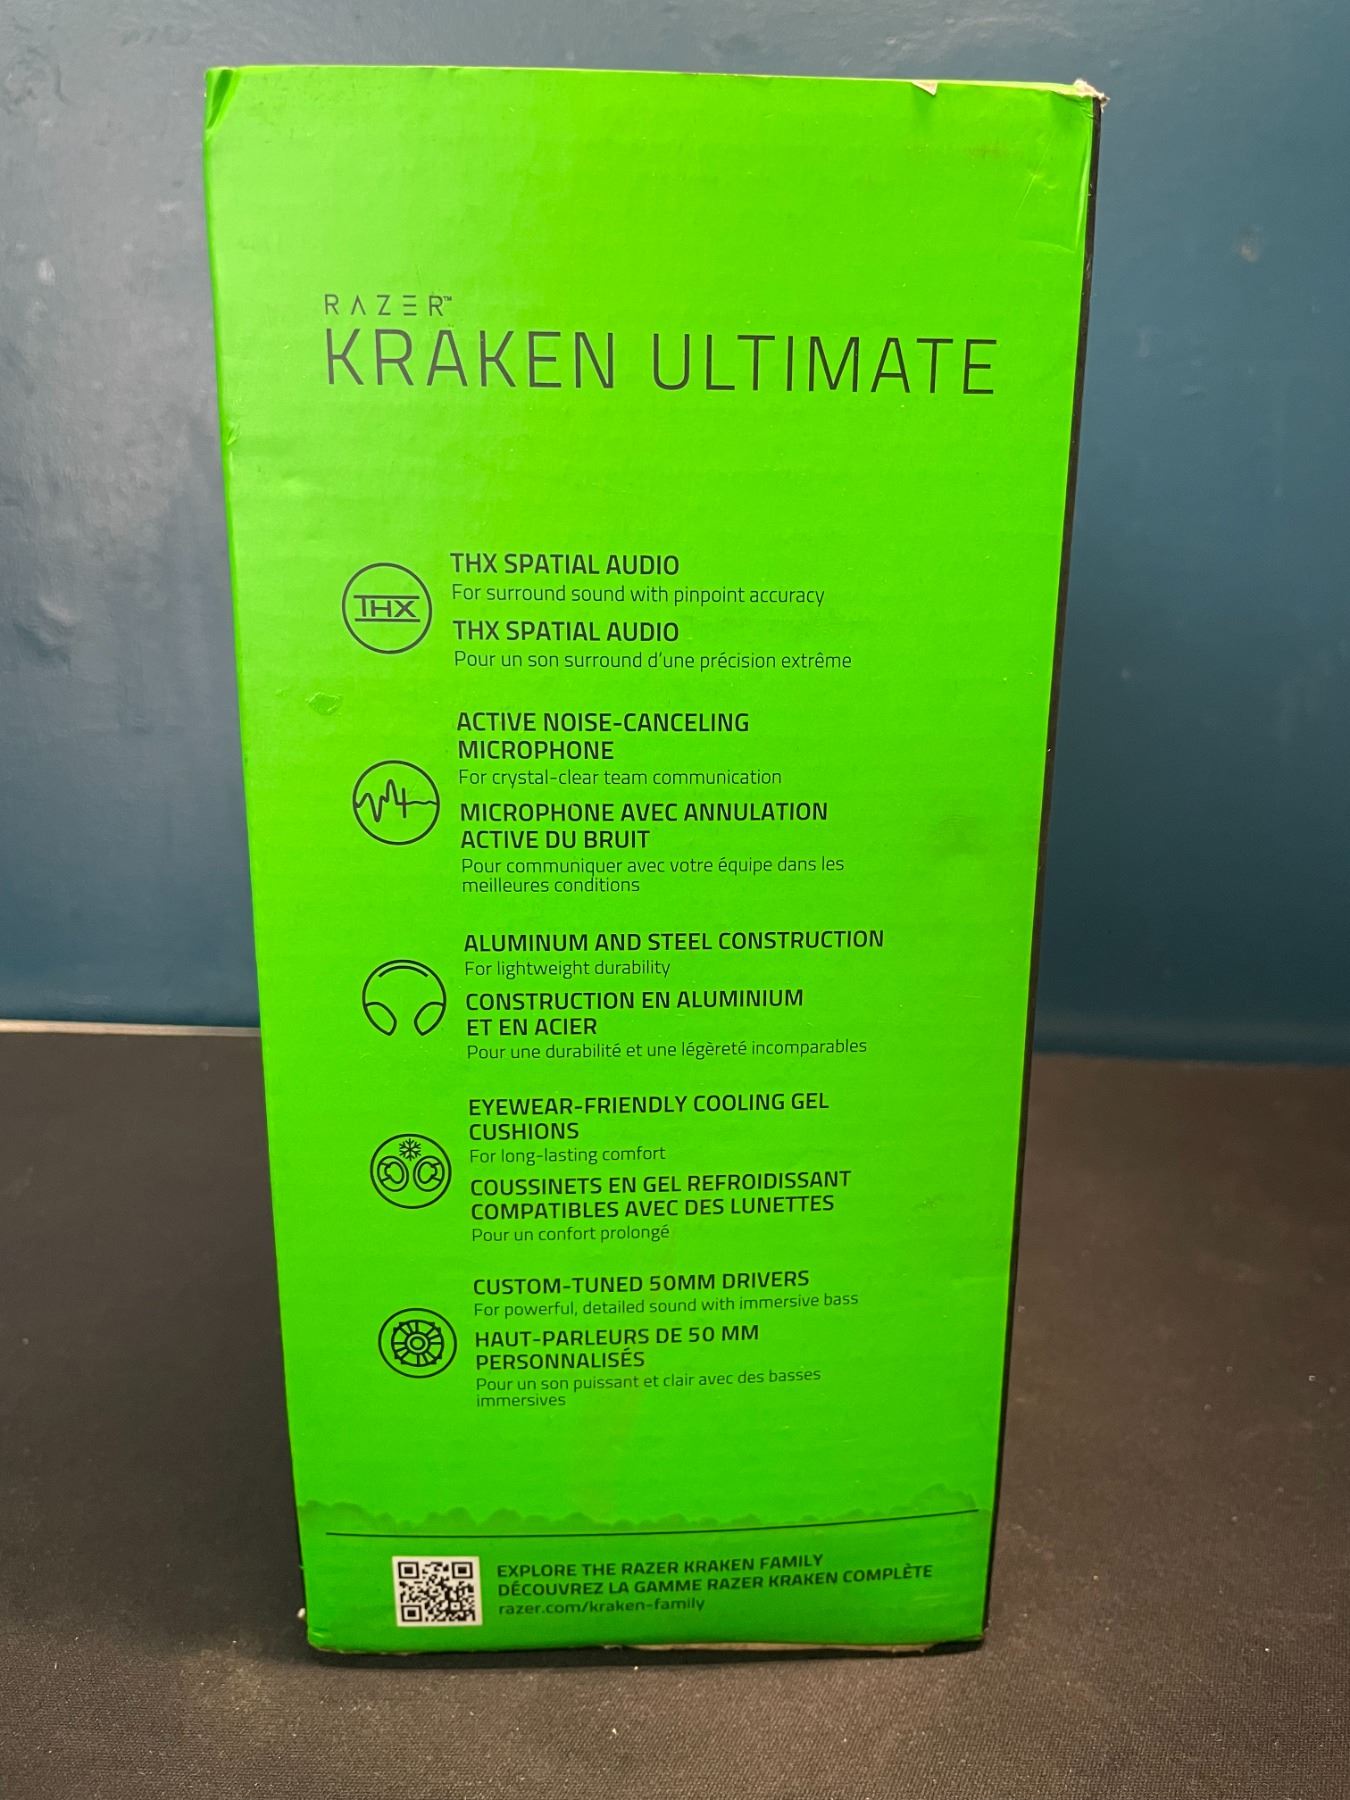 RAZER™
KRAKEN ULTIMATE
THX
THX SPATIAL AUDIO
For surround sound with pinpoint accuracy
THX SPATIAL AUDIO
Pour un son surround d'une précision extrême
ACTIVE NOISE-CANCELING
MICROPHONE
For crystal-clear team communication
MICROPHONE AVEC ANNULATION
ACTIVE DU BRUIT
Pour communiquer avec votre équipe dans les
meilleures conditions
ALUMINUM AND STEEL CONSTRUCTION
For lightweight durability
CONSTRUCTION EN ALUMINIUM
ET EN ACIER
Pour une durabilité et une légèreté incomparables
EYEWEAR-FRIENDLY COOLING GEL
CUSHIONS
For long-lasting comfort
COUSSINETS EN GEL REFROIDISSANT
COMPATIBLES AVEC DES LUNETTES
Pour un confort prolongé
CUSTOM-TUNED 50MM DRIVERS
For powerful, detailed sound with immersive bass
HAUT-PARLEURS DE 50 MM
PERSONNALISÉS
Pour un son puissant et clair avec des basses
immersives
EXPLORE THE RAZER KRAKEN FAMILY
DÉCOUVREZ LA GAMME RAZER KRAKEN COMPLÈTE
razer.com/kraken-family